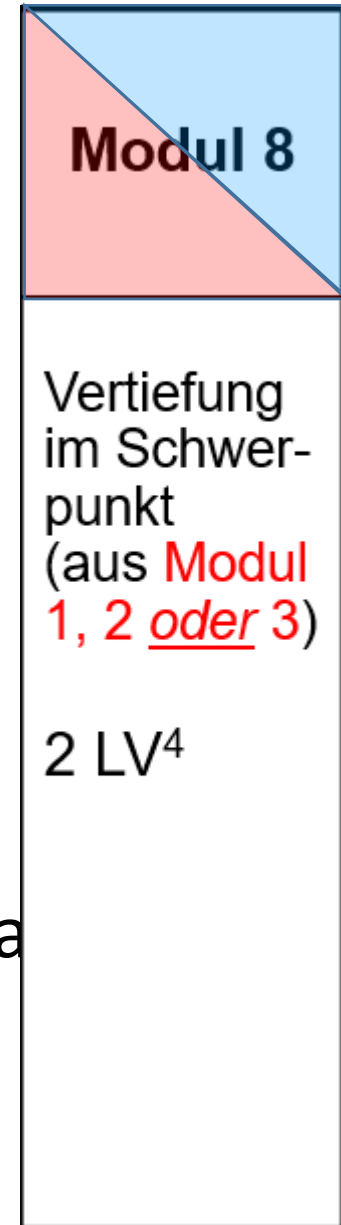 Modul 8
Vertiefung
im Schwer-
punkt
(aus Modul
1, 2 oder 3)
2 LV⁴
a